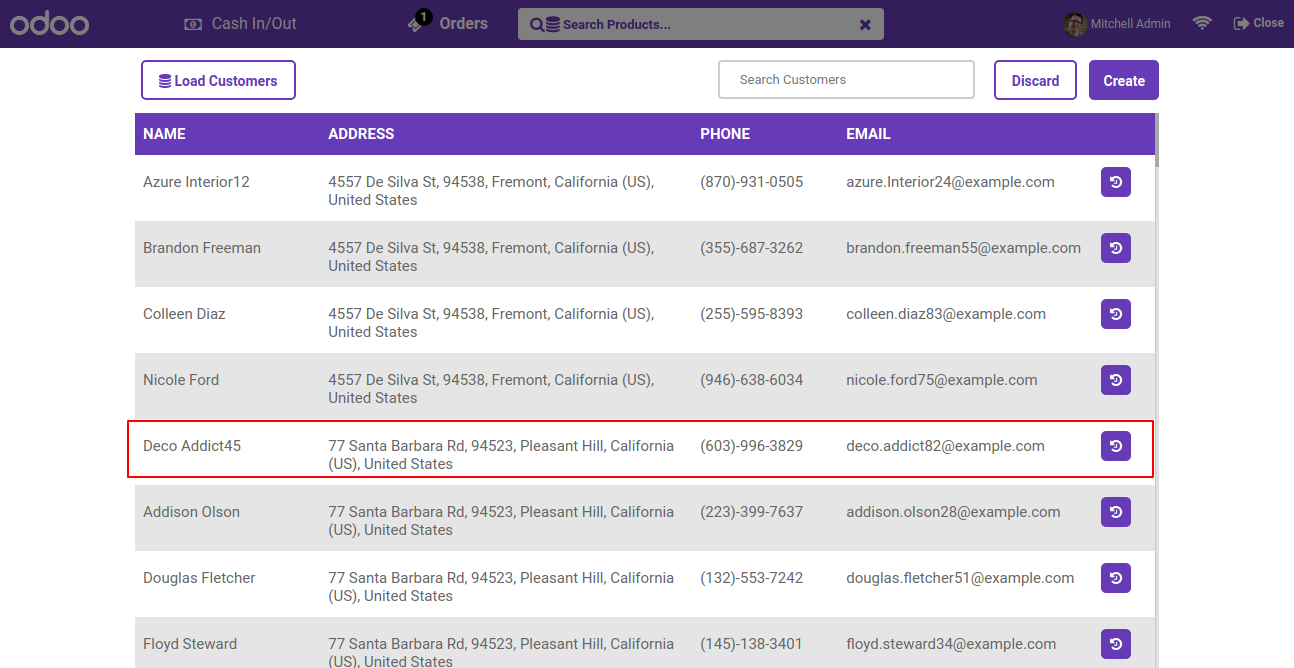 odoo Cash In/Out 1 Orders Search Products... Mitchell Admin Close
Load Customers Search Customers Discard Create
NAME ADDRESS PHONE EMAIL
Azure Interior12 4557 De Silva St, 94538, Fremont, California (US), (870)-931-0505 azure.Interior24@example.com
United States
Brandon Freeman 4557 De Silva St, 94538, Fremont, California (US), (355)-687-3262 brandon.freeman55@example.com
United States
Colleen Diaz 4557 De Silva St, 94538, Fremont, California (US), (255)-595-8393 colleen.diaz83@example.com
United States
Nicole Ford 4557 De Silva St, 94538, Fremont, California (US), (946)-638-6034 nicole.ford75@example.com
United States
Deco Addict45 77 Santa Barbara Rd, 94523, Pleasant Hill, California (603)-996-3829 deco.addict82@example.com
(US), United States
Addison Olson 77 Santa Barbara Rd, 94523, Pleasant Hill, California (223)-399-7637 addison.olson28@example.com
(US), United States
Douglas Fletcher 77 Santa Barbara Rd, 94523, Pleasant Hill, California (132)-553-7242 douglas.fletcher51@example.com
(US), United States
Floyd Steward 77 Santa Barbara Rd, 94523, Pleasant Hill, California (145)-138-3401 floyd.steward34@example.com
(US), United States